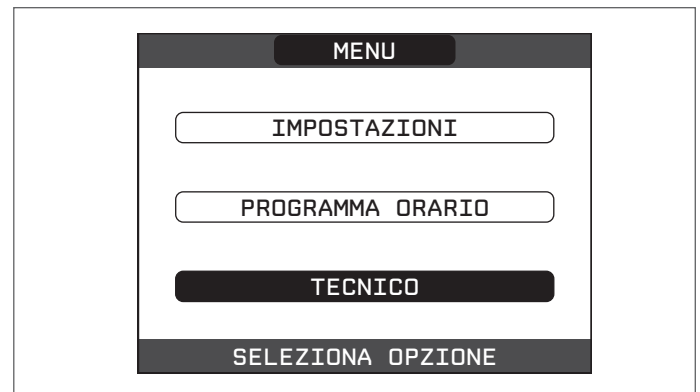 MENU
IMPOSTAZIONI
PROGRAMMA ORARIO
TECNICO
SELEZIONA OPZIONE